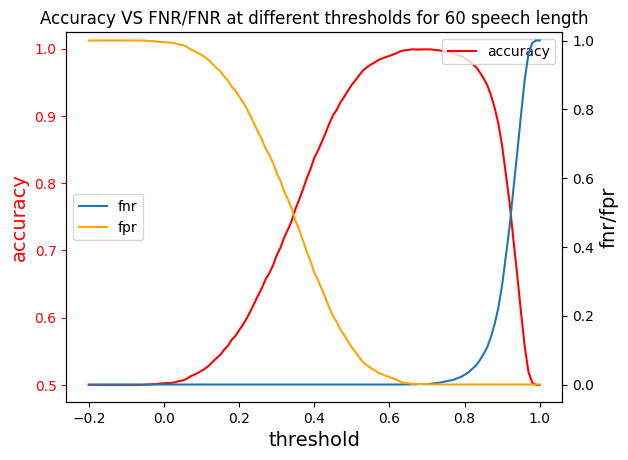 Accuracy VS FNR/FNR at different thresholds for 60 speech length
accuracy
1.0
0.9
0.8
0.7
0.6
0.5
accuracy
fnr
fpr
1.0
0.8
0.6
0.4
0.2
0.0
fnr/fpr
−0.2 0.0 0.2 0.4 0.6 0.8 1.0
threshold